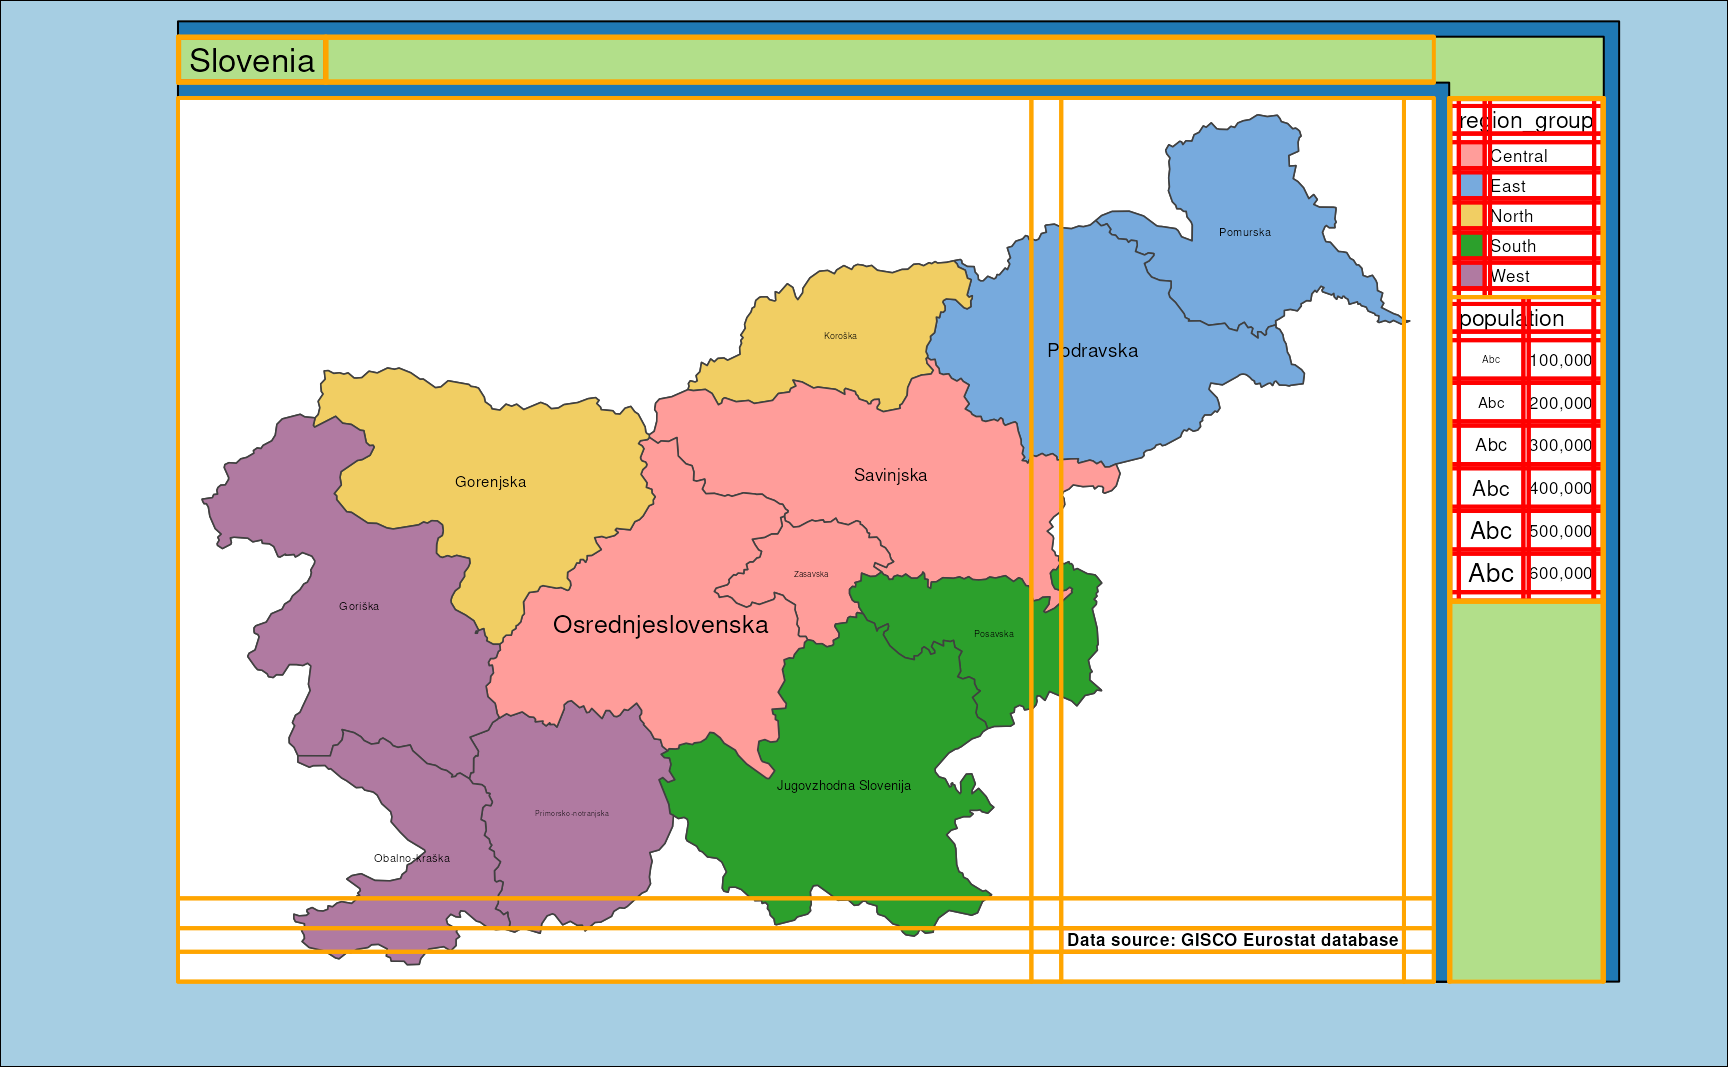 Slovenia
region_group
Central
East
North
South
West
population
Abc 100,000
Abc 200,000
Abc 300,000
Abc 400,000
Abc 500,000
Abc 600,000
Pomurska
Koroška
Podravska
Savinjska
Gorenjska
Zasavska
Goriška
Osrednjeslovenska
Posavska
Jugovzhodna Slovenija
Primorsko-notranjska
Obalno-kraška
Data source: GISCO Eurostat database